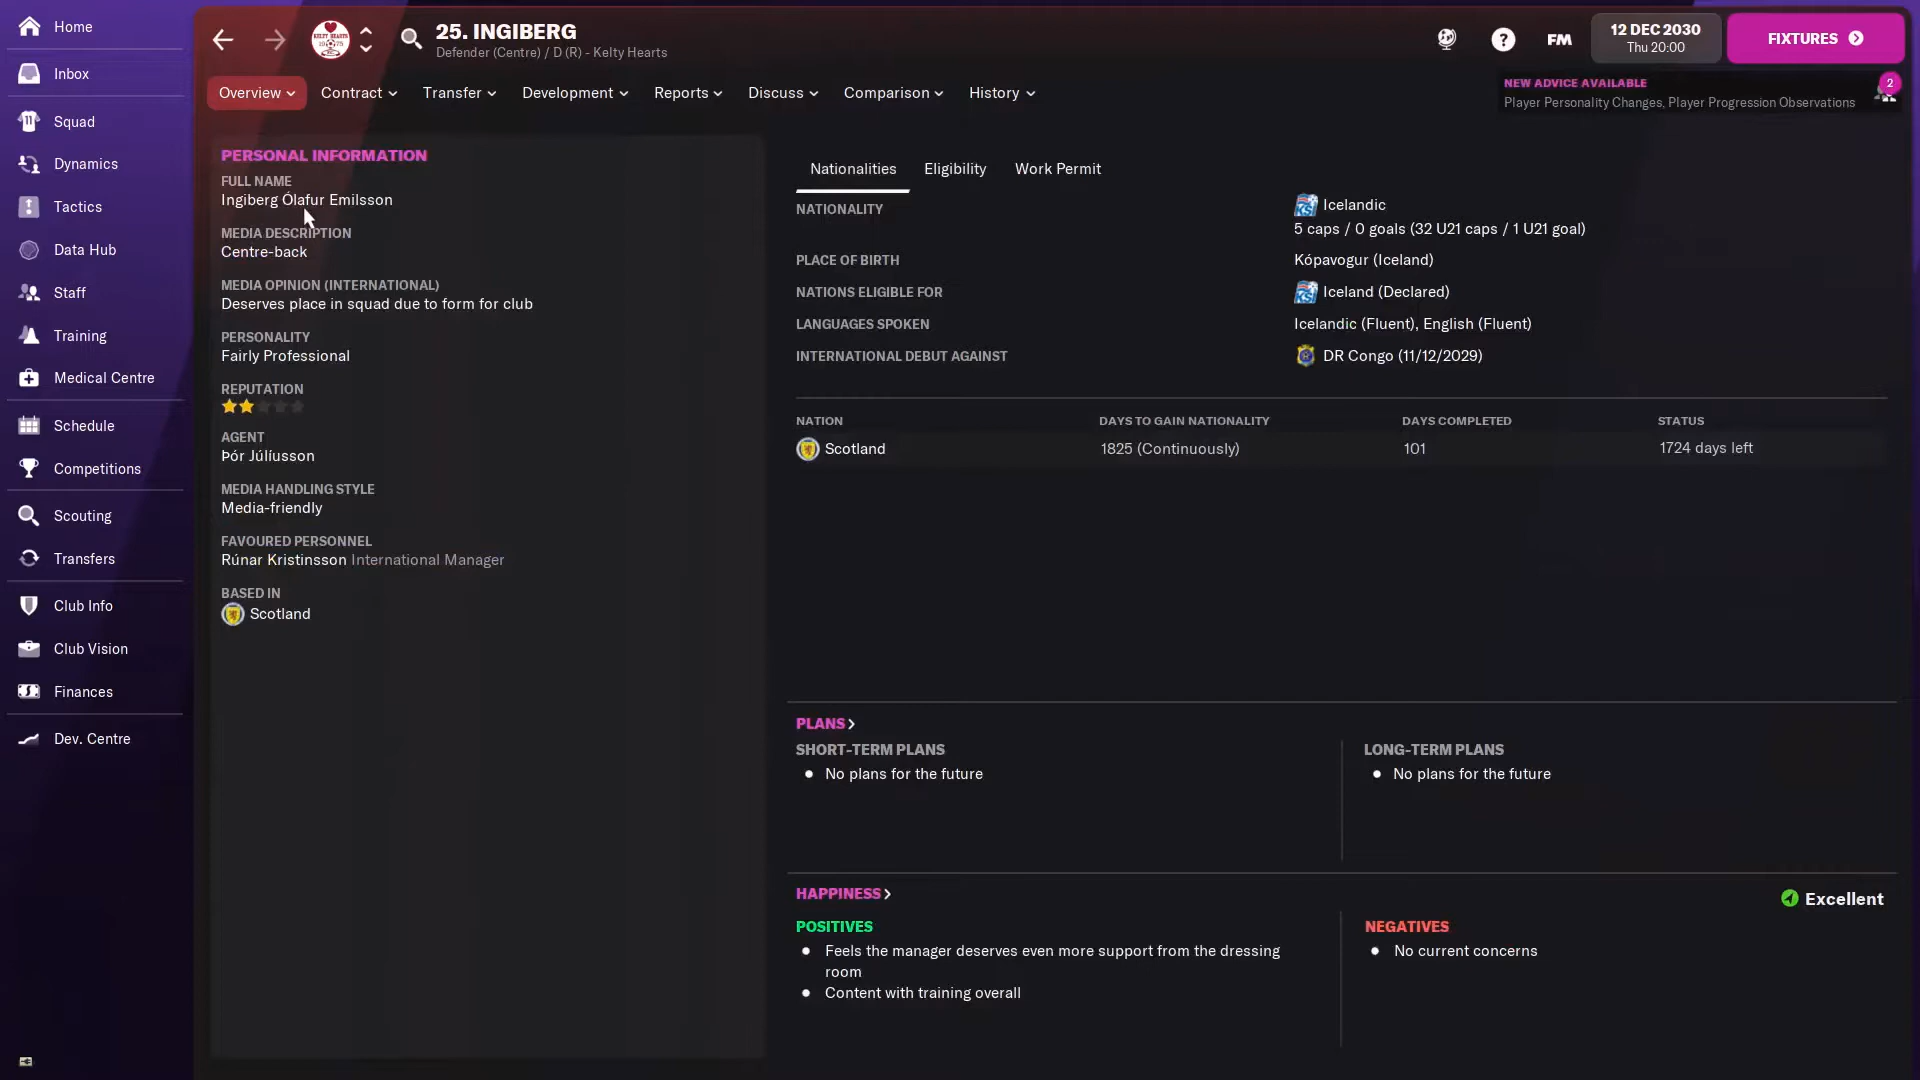 Home
Inbox
Squad
Dynamics
Tactics
Data Hub
Staff
Training
Medical Centre
Schedule
Competitions
Scouting
Transfers
Club Info
Club Vision
Finances
Dev. Centre
25. INGIBERG
Defender (Centre) / D (R) - Kelty Hearts
FM
12 DEC 2030
Thu 20:00
FIXTURES
Overview
Contract
Transfer
Development
Reports
Discuss
Comparison
History
NEW ADVICE AVAILABLE
Player Personality Changes, Player Progression Observations
2
PERSONAL INFORMATION
FULL NAME
Ingiberg Ólafur Emilsson
MEDIA DESCRIPTION
Centre-back
MEDIA OPINION (INTERNATIONAL)
Deserves place in squad due to form for club
PERSONALITY
Fairly Professional
REPUTATION
AGENT
Þór Júlíusson
MEDIA HANDLING STYLE
Media-friendly
FAVOURED PERSONNEL
Rúnar Kristinsson International Manager
BASED IN
Scotland
Nationalities
Eligibility
Work Permit
NATIONALITY
Icelandic
5 caps / 0 goals (32 U21 caps / 1 U21 goal)
PLACE OF BIRTH
Kópavogur (Iceland)
NATIONS ELIGIBLE FOR
Iceland (Declared)
LANGUAGES SPOKEN
Icelandic (Fluent), English (Fluent)
INTERNATIONAL DEBUT AGAINST
DR Congo (11/12/2029)
NATION
DAYS TO GAIN NATIONALITY
DAYS COMPLETED
STATUS
Scotland
1825 (Continuously)
101
1724 days left
PLANS
SHORT-TERM PLANS
No plans for the future
LONG-TERM PLANS
No plans for the future
HAPPINESS
Excellent
POSITIVES
Feels the manager deserves even more support from the dressing
room
Content with training overall
NEGATIVES
No current concerns